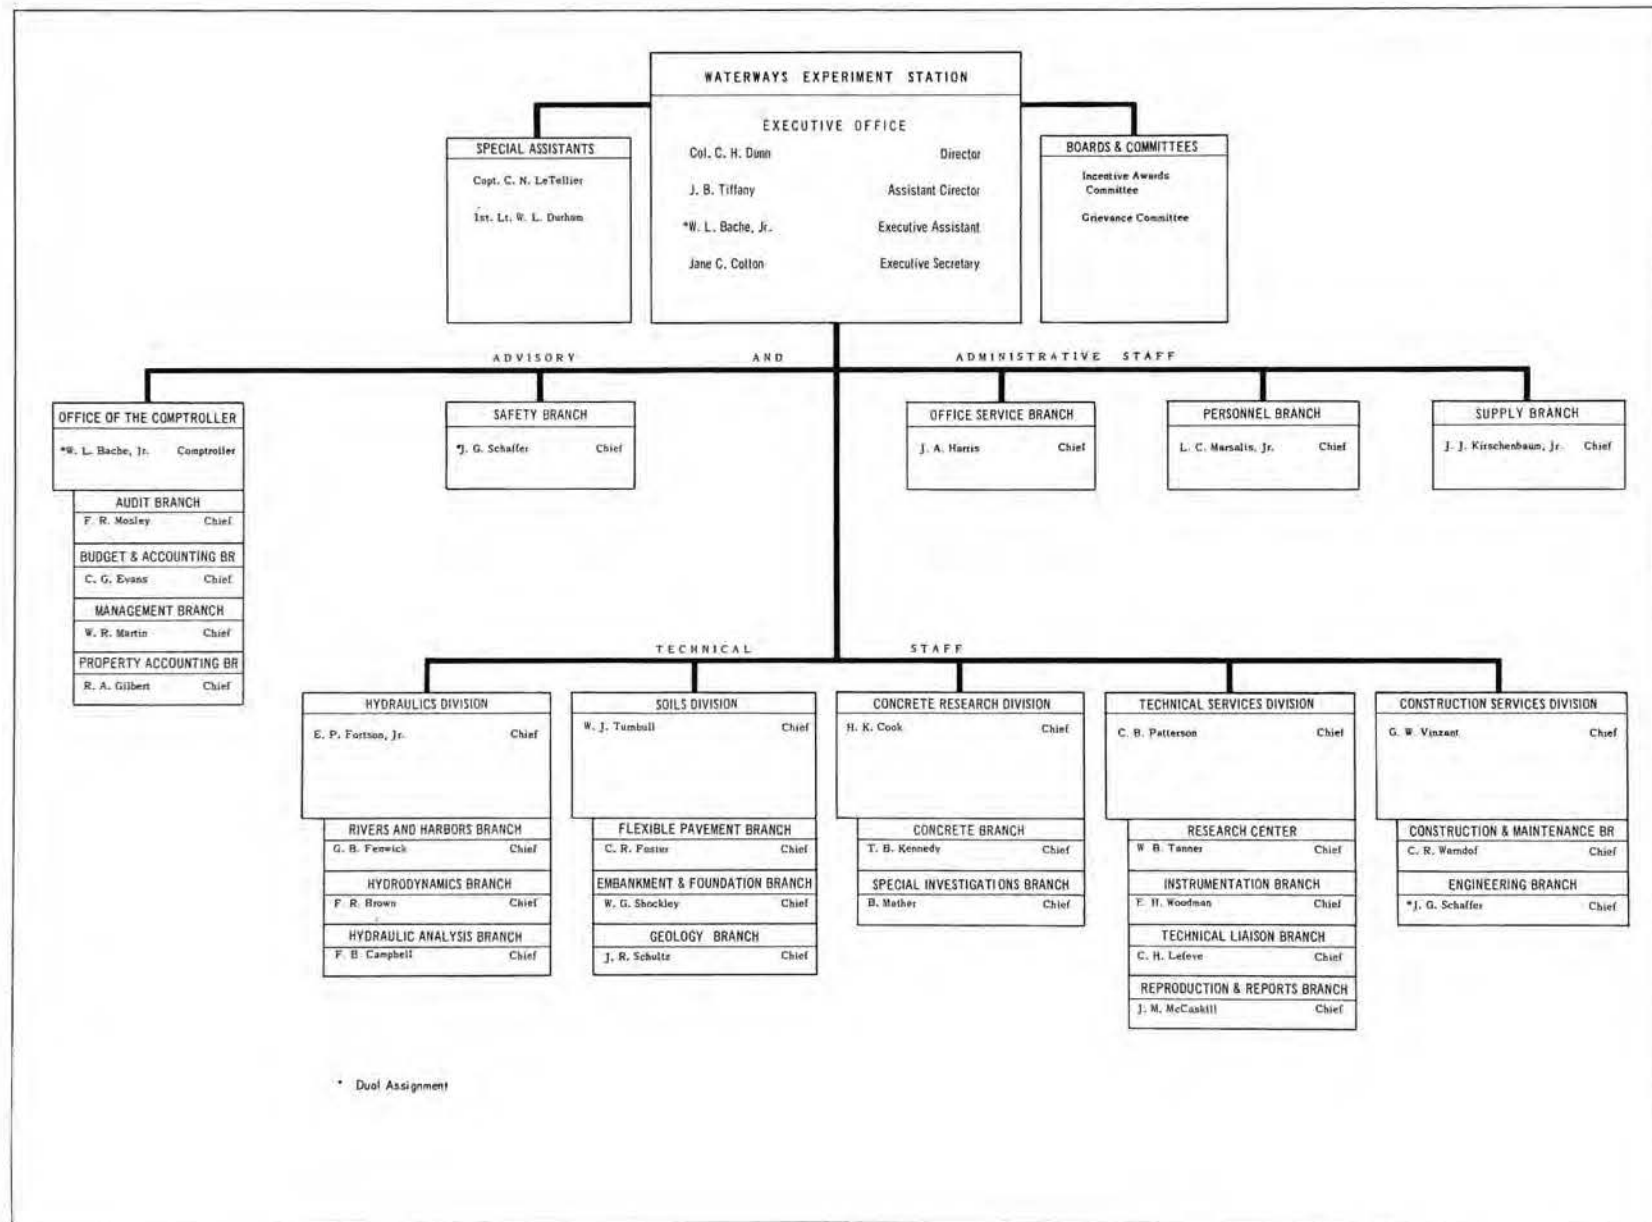 WATERWAYS EXPERIMENT STATION
EXECUTIVE OFFICE
Col. C. H. Dunn Director
J. B. Tiffany Assistant Director
*W. L. Bache, Jr. Executive Assistant
Jane C. Cotton Executive Secretary
SPECIAL ASSISTANTS
Capt. C. N. LeTellier
1st. Lt. W. L. Durham
BOARDS & COMMITTEES
Incentive Awards
Committee
Grievance Committee
ADVISORY AND ADMINISTRATIVE STAFF
OFFICE OF THE COMPTROLLER
*W. L. Bache, Jr. Comptroller
AUDIT BRANCH
F. R. Mosley Chief
BUDGET & ACCOUNTING BR
C. G. Evans Chief
MANAGEMENT BRANCH
W. R. Martin Chief
PROPERTY ACCOUNTING BR
R. A. Gilbert Chief
SAFETY BRANCH
*J. G. Schaffer Chief
OFFICE SERVICE BRANCH
J. A. Harris Chief
PERSONNEL BRANCH
L. C. Marsalis, Jr. Chief
SUPPLY BRANCH
J. J. Kirschenbaum, Jr. Chief
TECHNICAL STAFF
HYDRAULICS DIVISION
E. P. Fortson, Jr. Chief
RIVERS AND HARBORS BRANCH
G. B. Fenwick Chief
HYDRODYNAMICS BRANCH
F. R. Brown Chief
HYDRAULIC ANALYSIS BRANCH
F. B. Campbell Chief
SOILS DIVISION
W. J. Turnbull Chief
FLEXIBLE PAVEMENT BRANCH
C. R. Foster Chief
EMBANKMENT & FOUNDATION BRANCH
W. G. Shockley Chief
GEOLOGY BRANCH
J. R. Schultz Chief
CONCRETE RESEARCH DIVISION
H. K. Cook Chief
CONCRETE BRANCH
T. B. Kennedy Chief
SPECIAL INVESTIGATIONS BRANCH
B. Mather Chief
TECHNICAL SERVICES DIVISION
C. B. Patterson Chief
RESEARCH CENTER
W. B. Tanner Chief
INSTRUMENTATION BRANCH
E. H. Woodman Chief
TECHNICAL LIAISON BRANCH
C. H. Lefeve Chief
REPRODUCTION & REPORTS BRANCH
J. M. McCaskill Chief
CONSTRUCTION SERVICES DIVISION
G. W. Vinzant Chief
CONSTRUCTION & MAINTENANCE BR
C. R. Warndof Chief
ENGINEERING BRANCH
*J. G. Schaffer Chief
* Dual Assignment